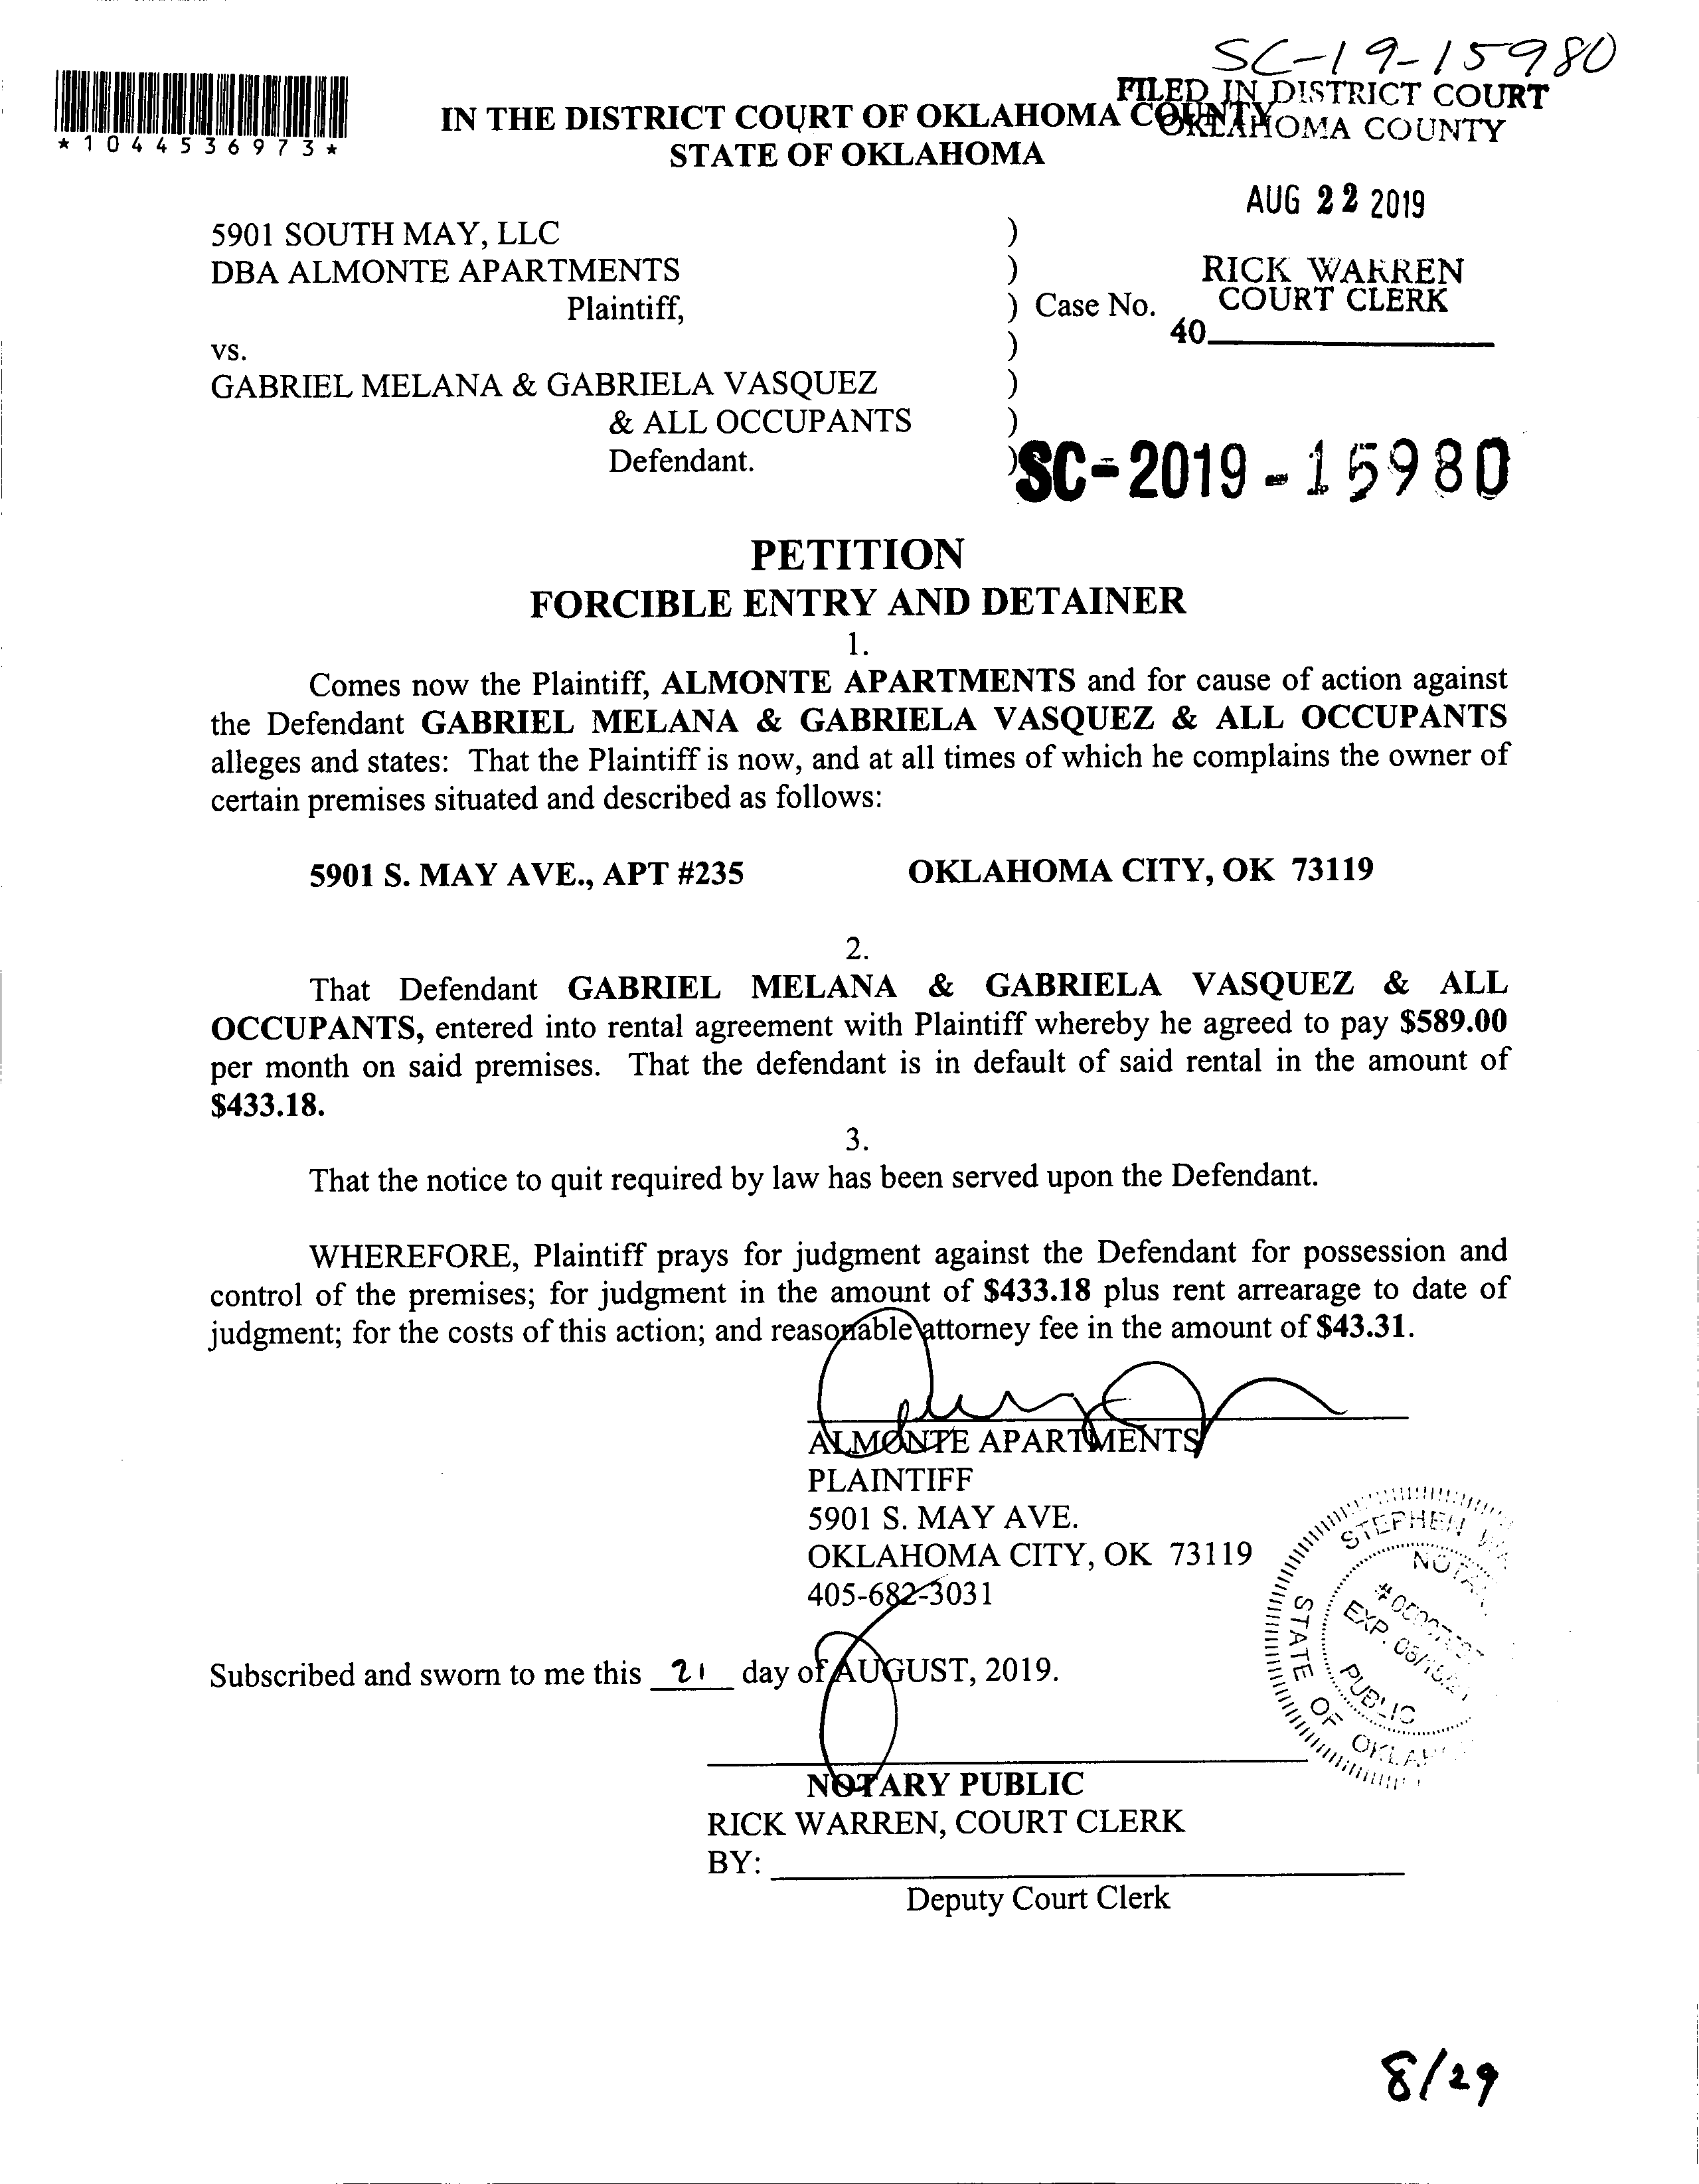 SC-19-15980
FILED IN DISTRICT COURT
OKLAHOMA COUNTY
*1044536973*
IN THE DISTRICT COURT OF OKLAHOMA COUNTY
STATE OF OKLAHOMA
AUG 22 2019
5901 SOUTH MAY, LLC )
DBA ALMONTE APARTMENTS )
RICK WARREN
COURT CLERK
Plaintiff, ) Case No.
40
vs. )
GABRIEL MELANA & GABRIELA VASQUEZ )
& ALL OCCUPANTS )
Defendant. )
SC-2019-15980
PETITION
FORCIBLE ENTRY AND DETAINER
1.
Comes now the Plaintiff, ALMONTE APARTMENTS and for cause of action against
the Defendant GABRIEL MELANA & GABRIELA VASQUEZ & ALL OCCUPANTS
alleges and states: That the Plaintiff is now, and at all times of which he complains the owner of
certain premises situated and described as follows:
5901 S. MAY AVE., APT #235 OKLAHOMA CITY, OK 73119
2.
That Defendant GABRIEL MELANA & GABRIELA VASQUEZ & ALL
OCCUPANTS, entered into rental agreement with Plaintiff whereby he agreed to pay $589.00
per month on said premises. That the defendant is in default of said rental in the amount of
$433.18.
3.
That the notice to quit required by law has been served upon the Defendant.
WHEREFORE, Plaintiff prays for judgment against the Defendant for possession and
control of the premises; for judgment in the amount of $433.18 plus rent arrearage to date of
judgment; for the costs of this action; and reasonable attorney fee in the amount of $43.31.
ALMONTE APARTMENTS
PLAINTIFF
5901 S. MAY AVE.
OKLAHOMA CITY, OK 73119
405-682-3031
STEPHEN
STATE OF
PUBLIC
EXP.
Subscribed and sworn to me this 21 day of AUGUST, 2019.
NOTARY PUBLIC
RICK WARREN, COURT CLERK
BY:
Deputy Court Clerk
8/29